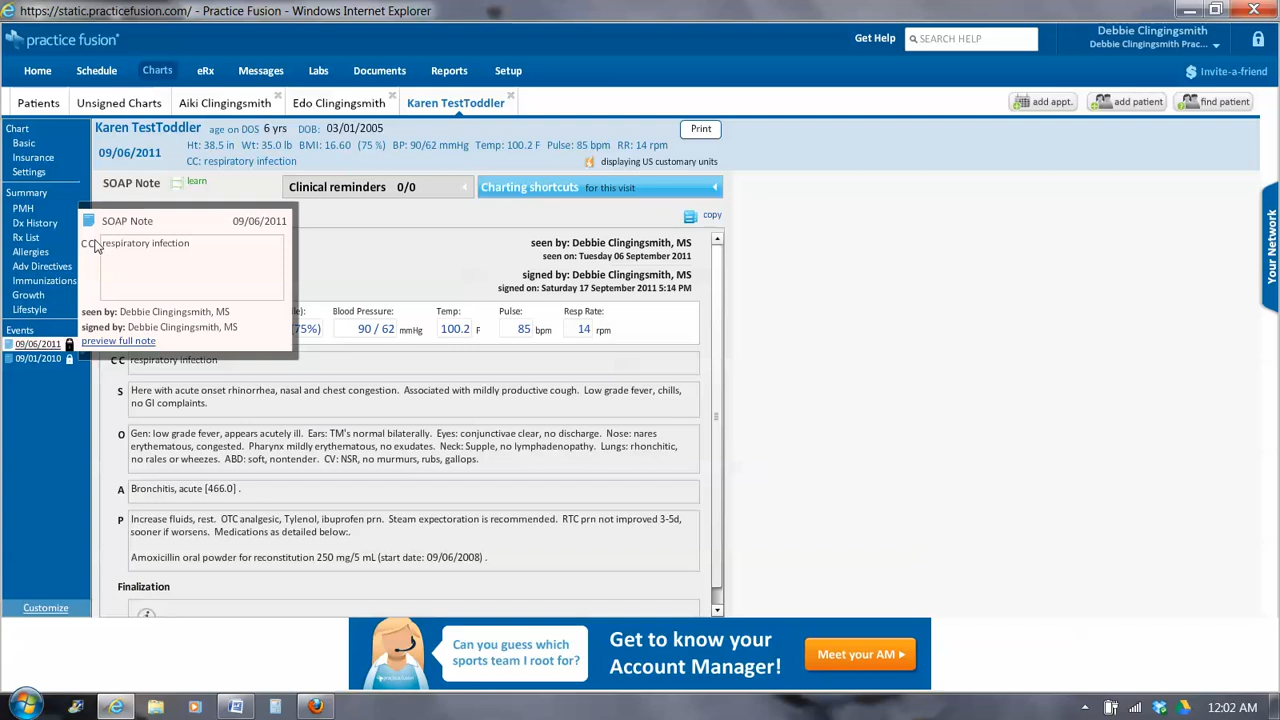 https://static.practicefusion.com/ - Practice Fusion - Windows Internet Explorer
practice fusion
Get Help
SEARCH HELP
Debbie Clingingsmith
Debbie Clingingsmith Prac...
Home
Schedule
Charts
eRx
Messages
Labs
Documents
Reports
Setup
Invite-a-friend
Patients
Unsigned Charts
Aiki Clingingsmith
Edo Clingingsmith
Karen TestToddler
add appt.
add patient
find patient
Chart
Basic
Insurance
Settings
Summary
PMH
Dx History
Rx List
Allergies
Adv Directives
Immunizations
Growth
Lifestyle
Events
09/06/2011
09/01/2010
Customize
Karen TestToddler age on DOS 6 yrs DOB: 03/01/2005
Print
09/06/2011
Ht: 38.5 in Wt: 35.0 lb BMI: 16.60 (75 %) BP: 90/62 mmHg Temp: 100.2 F Pulse: 85 bpm RR: 14 rpm
CC: respiratory infection
displaying US customary units
SOAP Note
learn
Clinical reminders 0/0
Charting shortcuts for this visit
copy
SOAP Note 09/06/2011
CC respiratory infection
seen by: Debbie Clingingsmith, MS
signed by: Debbie Clingingsmith, MS
preview full note
seen by: Debbie Clingingsmith, MS
seen on: Tuesday 06 September 2011
signed by: Debbie Clingingsmith, MS
signed on: Saturday 17 September 2011 5:14 PM
Blood Pressure: Temp: Pulse: Resp Rate:
(75%) 90 / 62 mmHg 100.2 F 85 bpm 14 rpm
CC respiratory infection
S Here with acute onset rhinorrhea, nasal and chest congestion. Associated with mildly productive cough. Low grade fever, chills,
no GI complaints.
O Gen: low grade fever, appears acutely ill. Ears: TM's normal bilaterally. Eyes: conjunctivae clear, no discharge. Nose: nares
erythematous, congested. Pharynx mildly erythematous, no exudates. Neck: Supple, no lymphadenopathy. Lungs: rhonchitic,
no rales or wheezes. ABD: soft, nontender. CV: NSR, no murmurs, rubs, gallops.
A Bronchitis, acute [466.0] .
P Increase fluids, rest. OTC analgesic, Tylenol, ibuprofen prn. Steam expectoration is recommended. RTC prn not improved 3-5d,
sooner if worsens. Medications as detailed below:.
Amoxicillin oral powder for reconstitution 250 mg/5 mL (start date: 09/06/2008) .
Finalization
Your Network
Can you guess which
sports team I root for?
Get to know your
Account Manager!
Meet your AM
12:02 AM